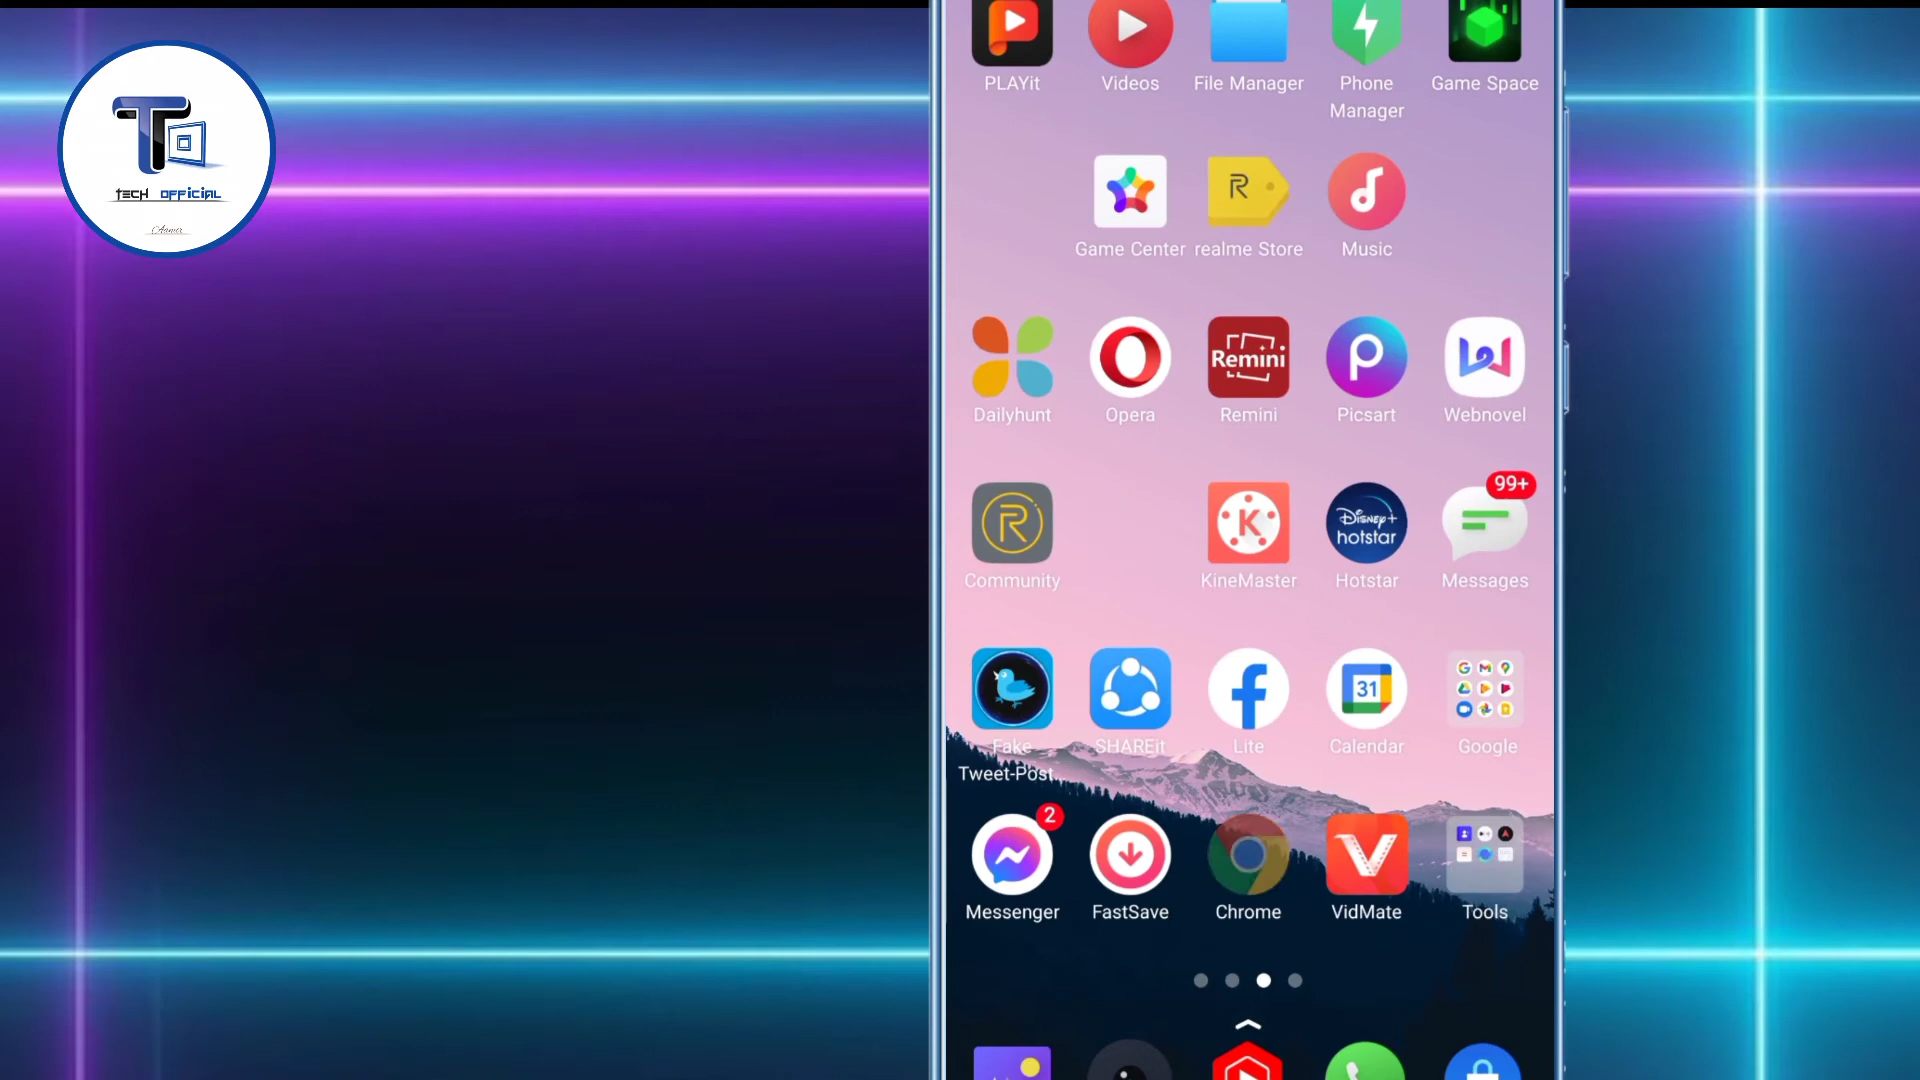 TECH OFFICIAL
Aamir
PLAYit
Videos
File Manager
Phone
Manager
Game Space
Game Center
realme Store
Music
Remini
Dailyhunt
Opera
Remini
Picsart
Webnovel
99+
Disney+
hotstar
Community
KineMaster
Hotstar
Messages
31
Fake
Tweet-Post..
SHAREit
Lite
Calendar
Google
2
Messenger
FastSave
Chrome
VidMate
Tools